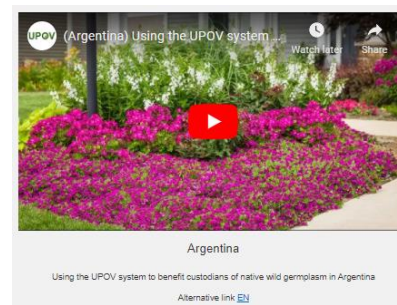 UPOV (Argentina) Using the UPOV system ...
Watch later Share
Argentina
Using the UPOV system to benefit custodians of native wild germplasm in Argentina
Alternative link EN